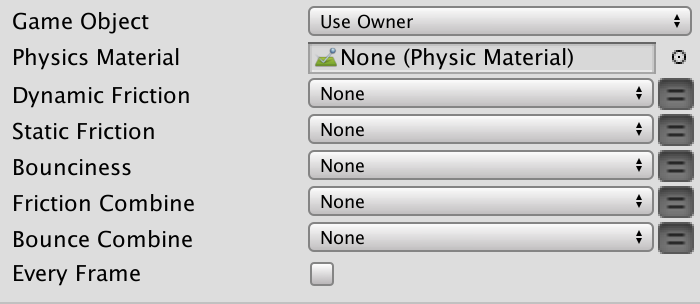 Game Object Use Owner
Physics Material None (Physic Material)
Dynamic Friction None
Static Friction None
Bounciness None
Friction Combine None
Bounce Combine None
Every Frame